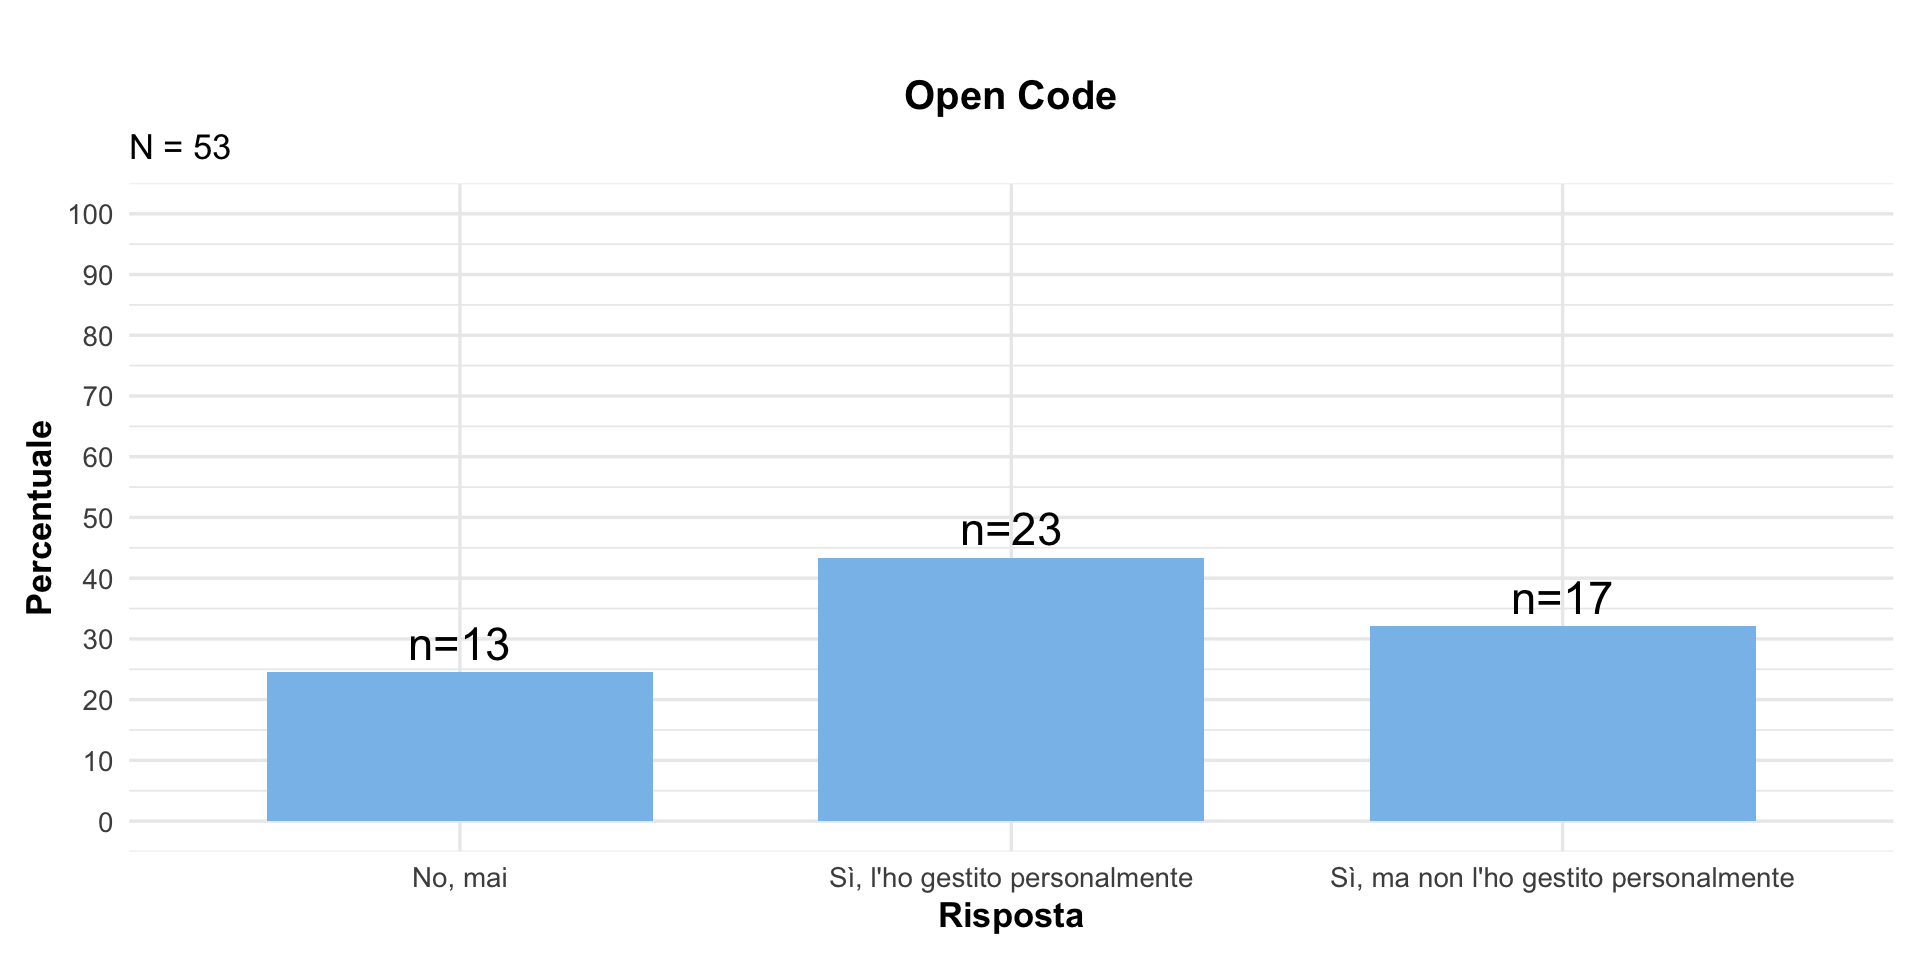 Open Code
N = 53
Percentuale
100
90
80
70
60
50
40
30
20
10
0
n=13
n=23
n=17
No, mai
Sì, l'ho gestito personalmente
Sì, ma non l'ho gestito personalmente
Risposta